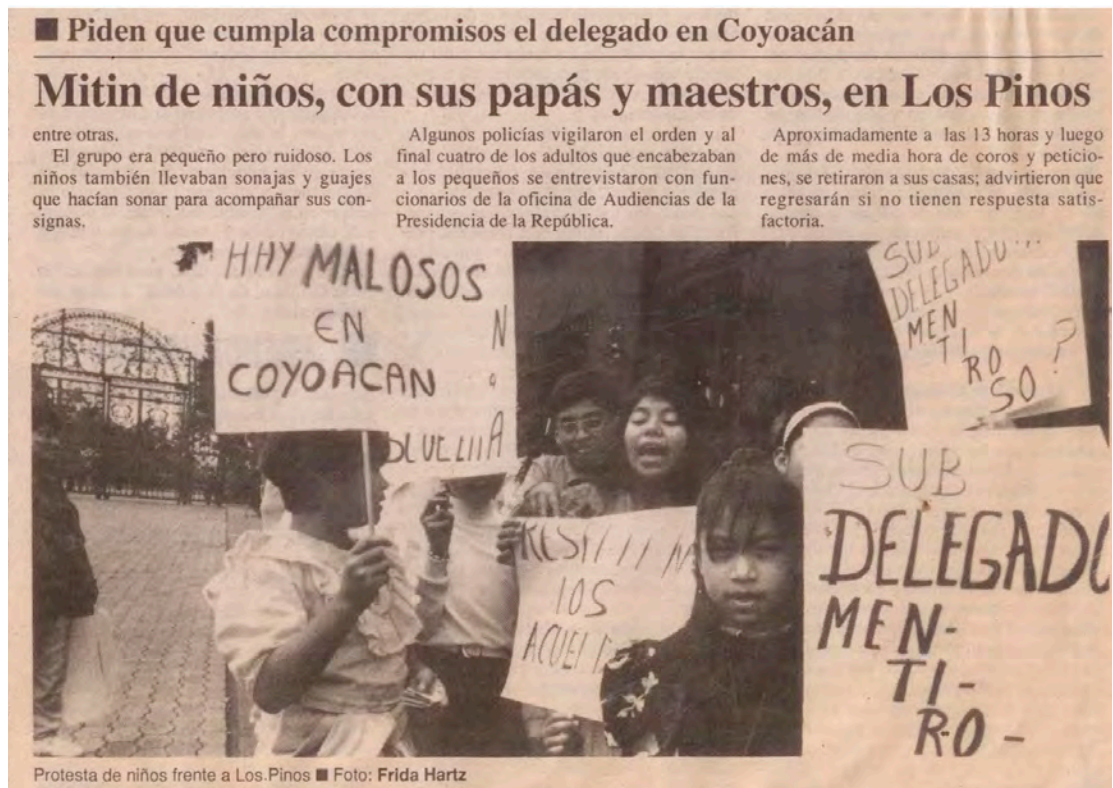 ■ Piden que cumpla compromisos el delegado en Coyoacán
Mitin de niños, con sus papás y maestros, en Los Pinos
entre otras.
El grupo era pequeño pero ruidoso. Los
niños también llevaban sonajas y guajes
que hacían sonar para acompañar sus con-
signas.
Algunos policías vigilaron el orden y al
final cuatro de los adultos que encabezaban
a los pequeños se entrevistaron con fun-
cionarios de la oficina de Audiencias de la
Presidencia de la República.
Aproximadamente a las 13 horas y luego
de más de media hora de coros y peticio-
nes, se retiraron a sus casas; advirtieron que
regresarán si no tienen respuesta satis-
factoria.
HAY MALOSOS
EN
COYOACAN
N
o
A
SUB
DELEGADO
MEN
TI
RO
SO?
LOS
SUB
DELEGADO
MEN-
TI-
RO-
Protesta de niños frente a Los Pinos ■ Foto: Frida Hartz